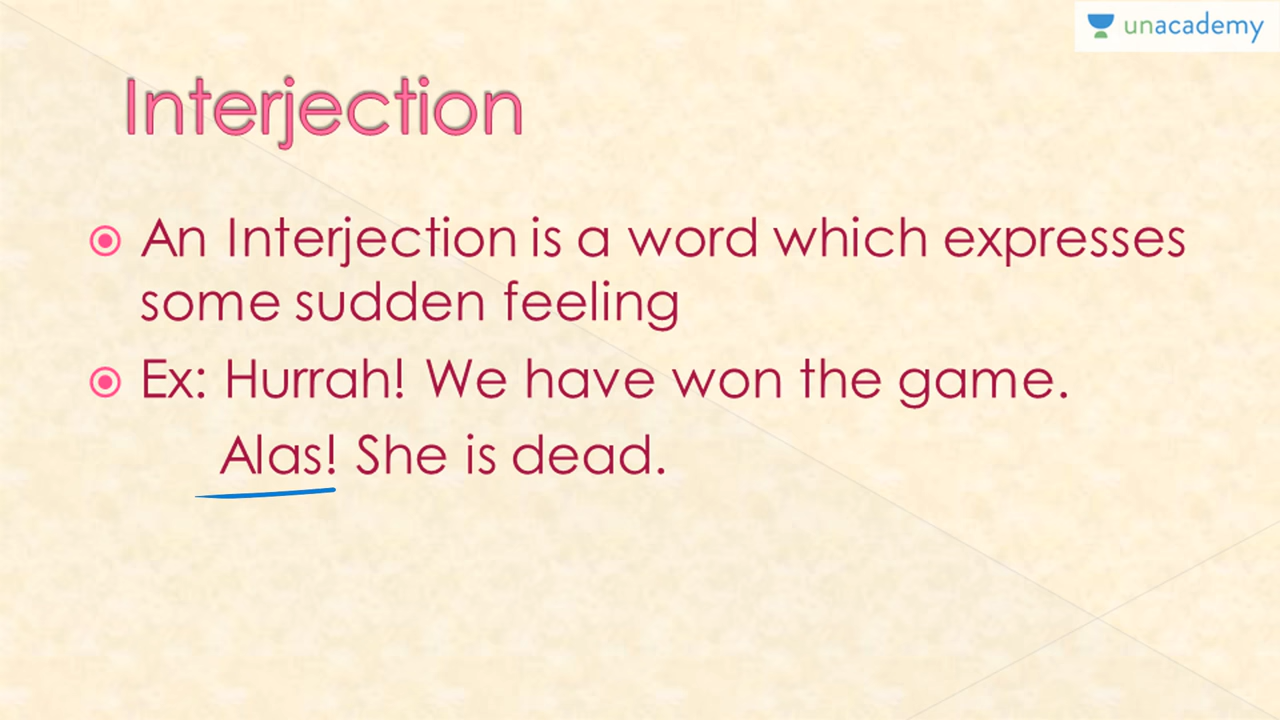 unacademy
Interjection
An Interjection is a word which expresses
some sudden feeling
Ex: Hurrah! We have won the game.
Alas! She is dead.